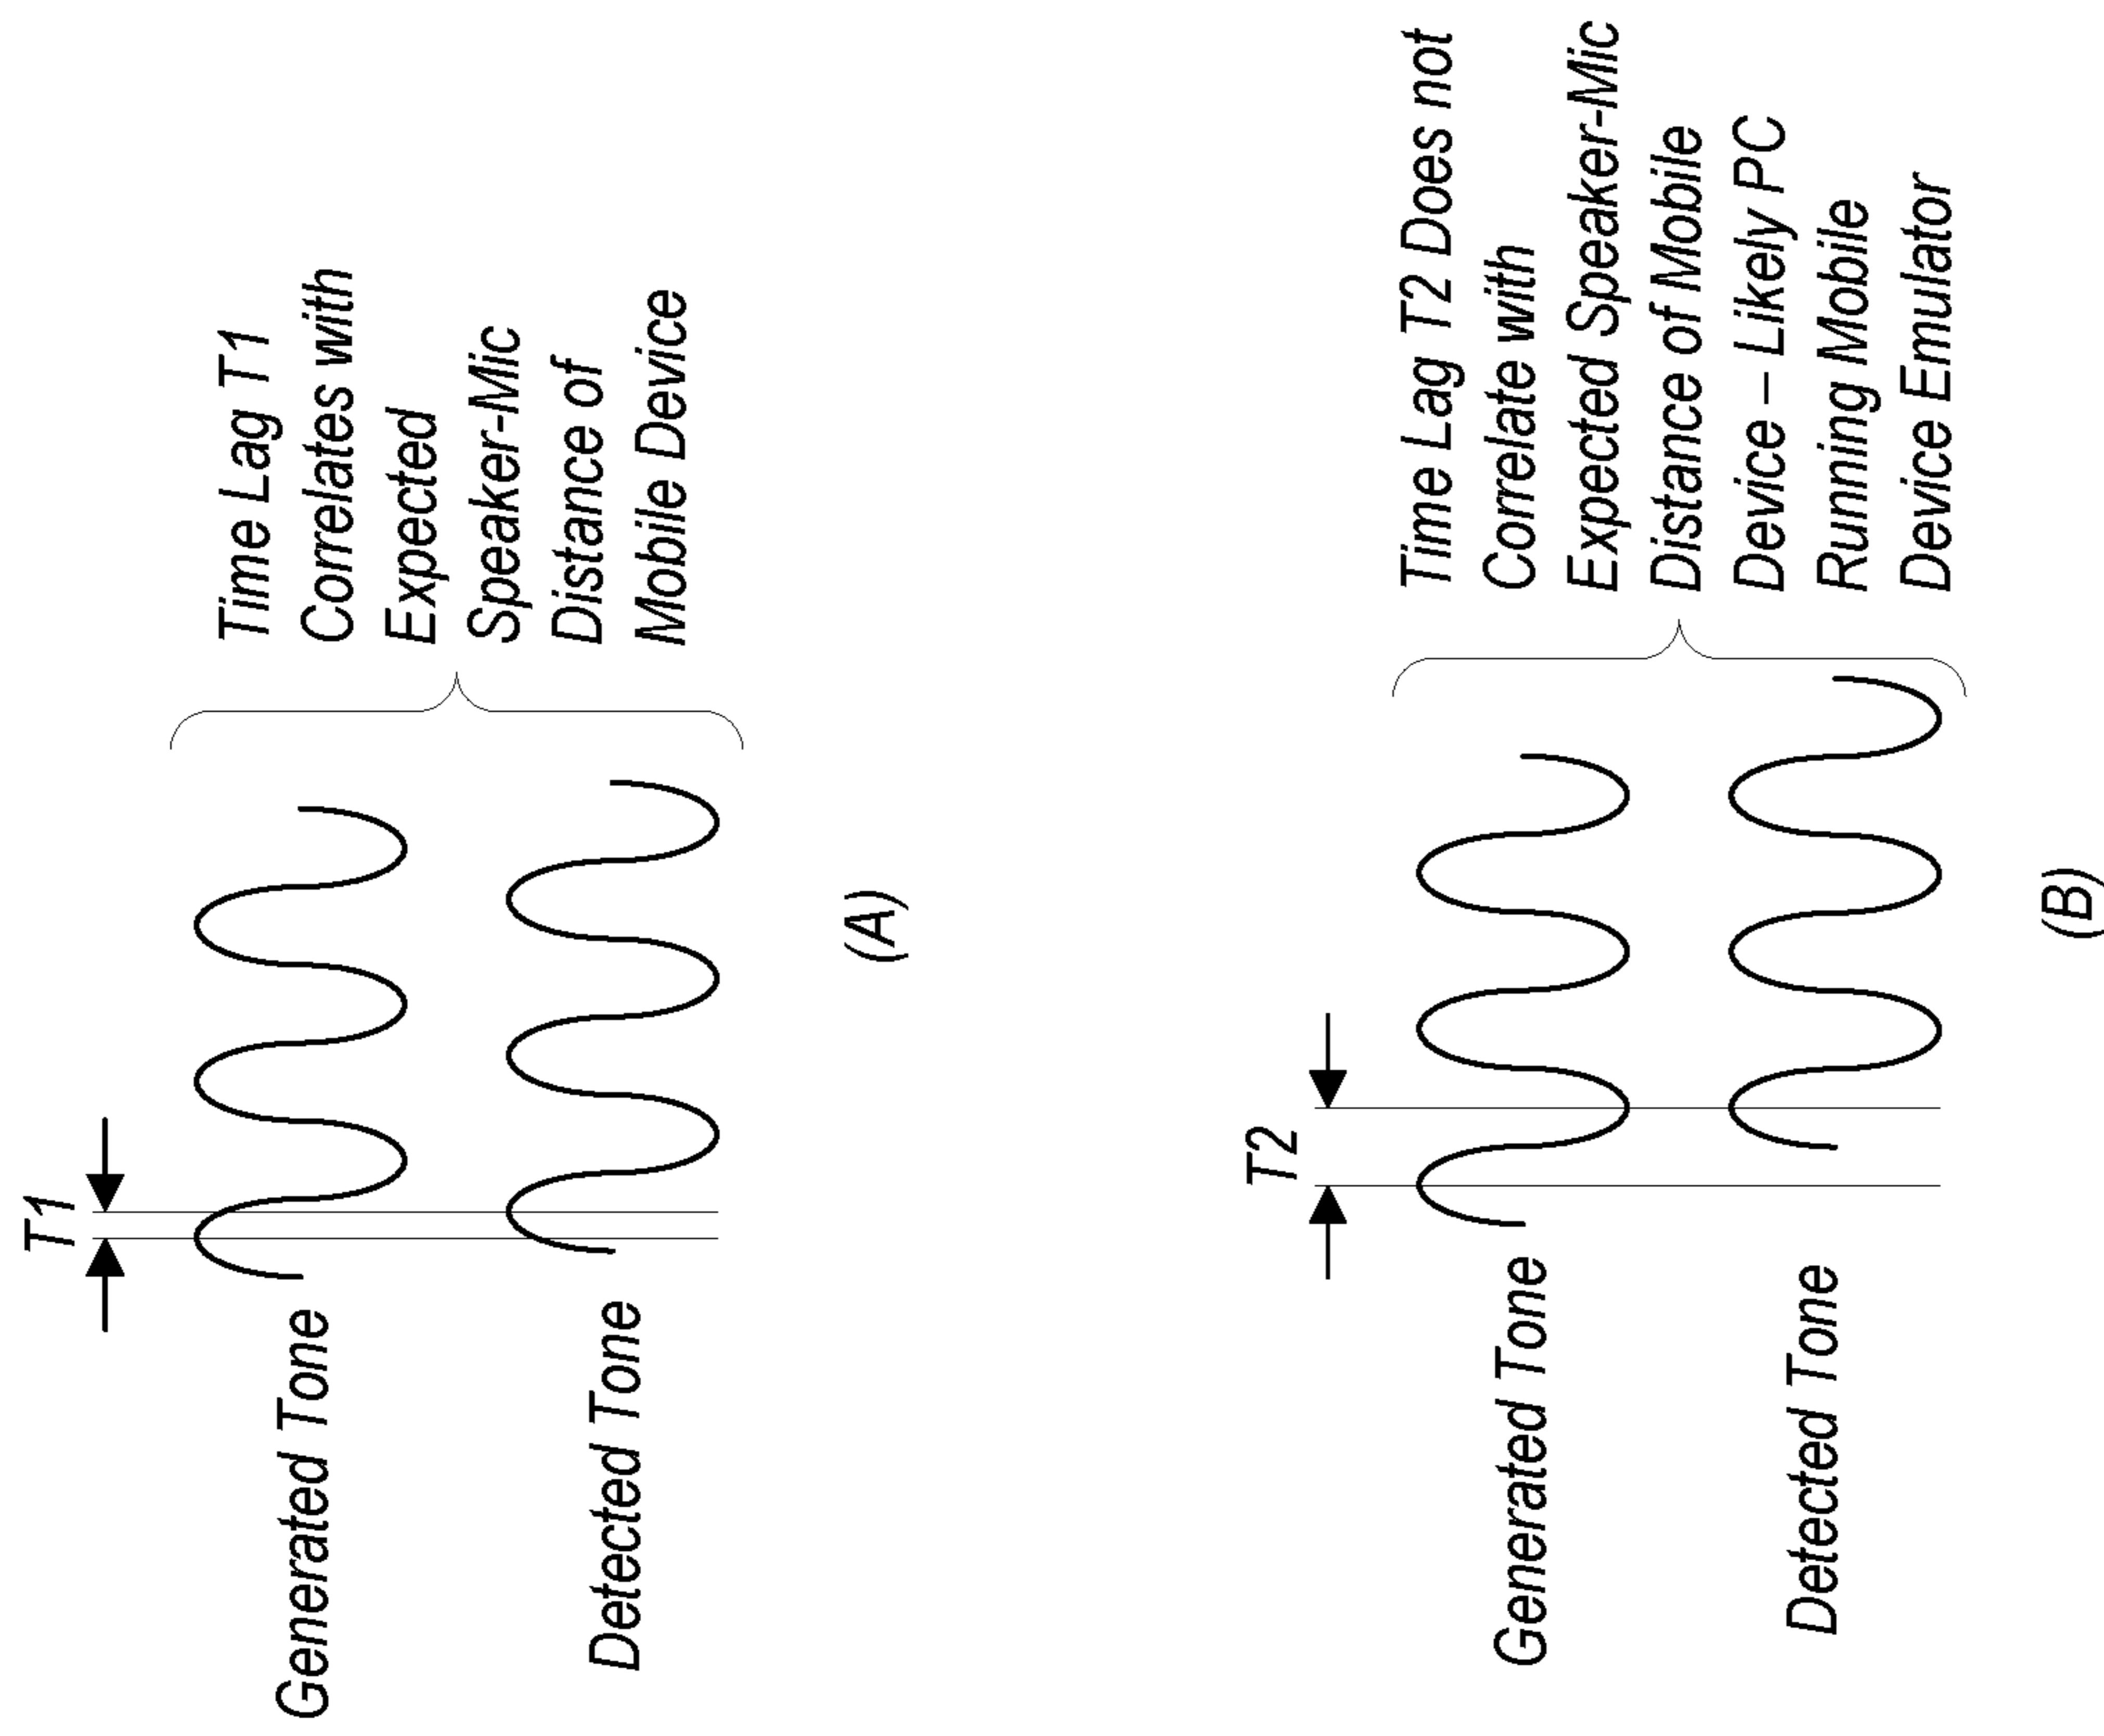 T1
Generated Tone
Detected Tone
Time Lag T1
Correlates with
Expected
Speaker-Mic
Distance of
Mobile Device
(A)
T2
Generated Tone
Detected Tone
Time Lag T2 Does not
Correlate with
Expected Speaker-Mic
Distance of Mobile
Device – Likely PC
Running Mobile
Device Emulator
(B)